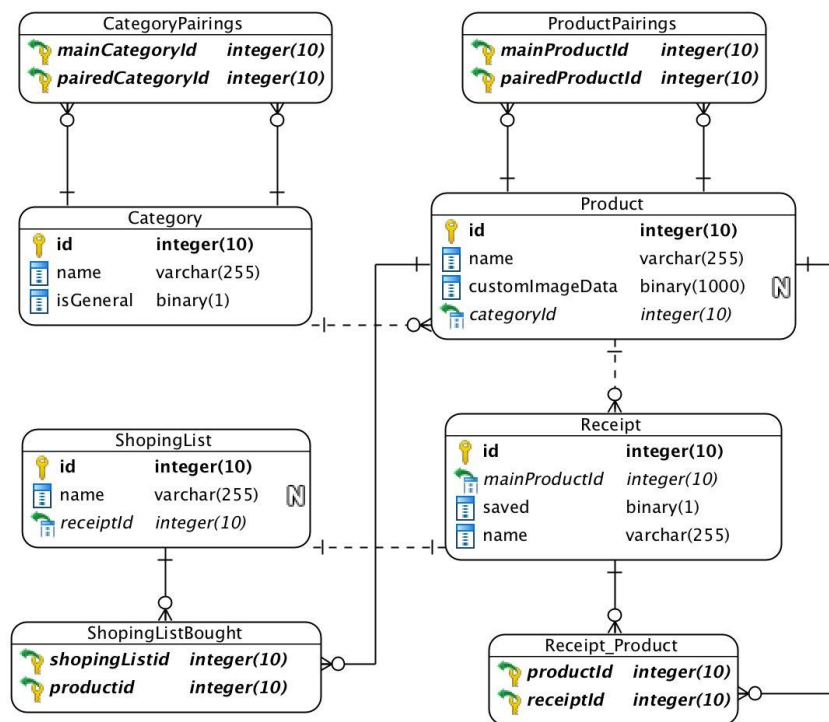 CategoryPairings
mainCategoryId integer(10)
pairedCategoryId integer(10)
ProductPairings
mainProductId integer(10)
pairedProductId integer(10)
Category
id integer(10)
name varchar(255)
isGeneral binary(1)
Product
id integer(10)
name varchar(255)
customImageData binary(1000) N
categoryId integer(10)
ShopingList
id integer(10)
name varchar(255) N
receiptId integer(10)
Receipt
id integer(10)
mainProductId integer(10)
saved binary(1)
name varchar(255)
ShopingListBought
shopingListid integer(10)
productid integer(10)
Receipt_Product
productId integer(10)
receiptId integer(10)